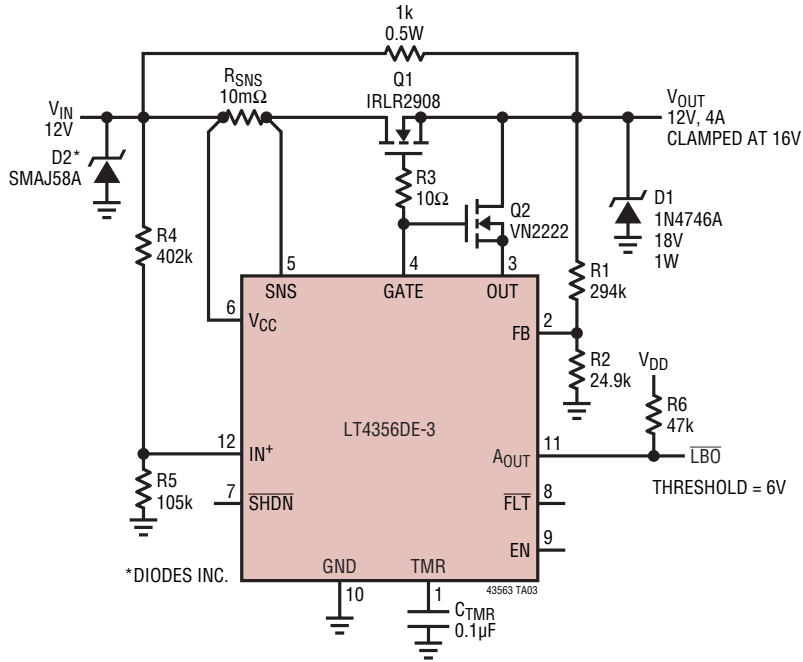 1k
0.5W
RSNS
10mΩ
Q1
IRLR2908
VIN
12V
VOUT
12V, 4A
CLAMPED AT 16V
D2*
SMAJ58A
R3
10Ω
Q2
VN2222
D1
1N4746A
18V
1W
R4
402k
5
4
3
R1
294k
SNS
GATE
OUT
6
VCC
FB
2
R2
24.9k
VDD
R6
47k
LT4356DE-3
12
IN+
AOUT
11
LBO
R5
105k
7
SHDN
FLT
8
THRESHOLD = 6V
EN
9
*DIODES INC.
GND
TMR
43563 TA03
10
1
CTMR
0.1µF